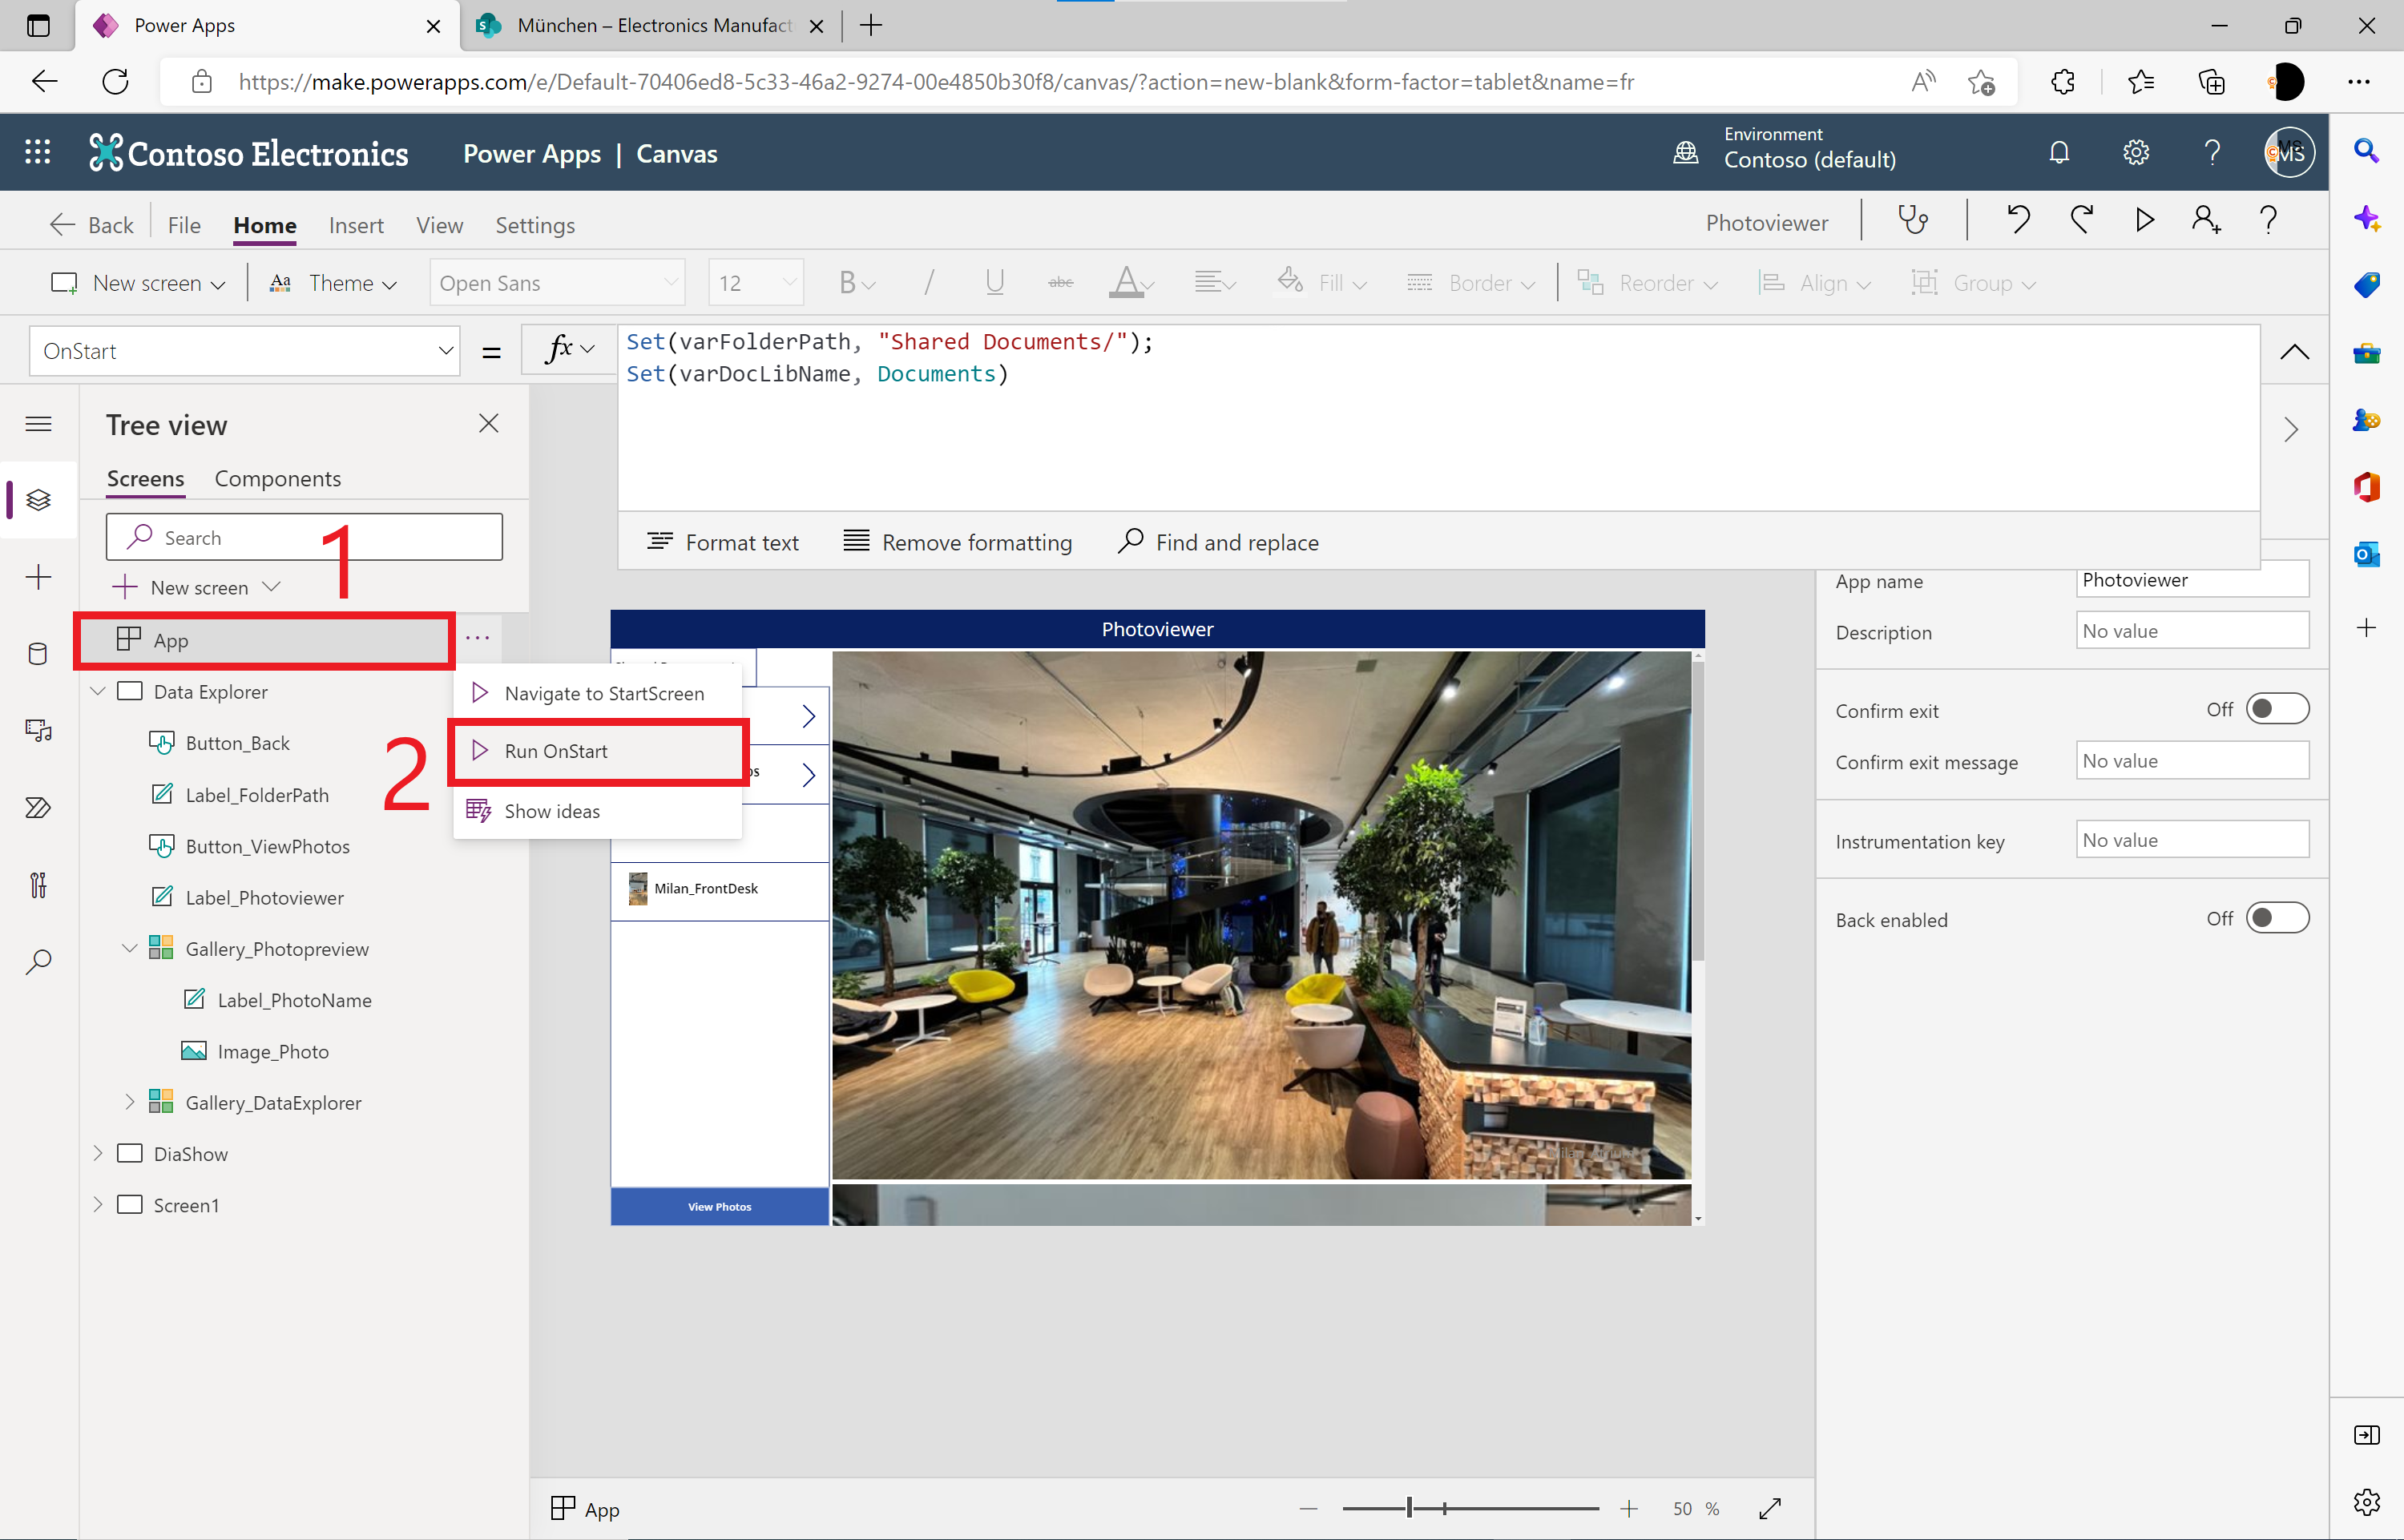 Power Apps
München – Electronics Manufact
https://make.powerapps.com/e/Default-70406ed8-5c33-46a2-9274-00e4850b30f8/canvas/?action=new-blank&form-factor=tablet&name=fr
Contoso Electronics
Power Apps | Canvas
Environment
Contoso (default)
MS
Back
File
Home
Insert
View
Settings
Photoviewer
New screen
Theme
Open Sans
12
B
I
U
abc
A
Fill
Border
Reorder
Align
Group
OnStart
=
fx
Set(varFolderPath, "Shared Documents/");
Set(varDocLibName, Documents)
Format text
Remove formatting
Find and replace
Tree view
Screens
Components
Search
1
New screen
App
Data Explorer
Button_Back
Label_FolderPath
Button_ViewPhotos
Label_Photoviewer
Gallery_Photopreview
Label_PhotoName
Image_Photo
Gallery_DataExplorer
DiaShow
Screen1
Navigate to StartScreen
2
Run OnStart
Show ideas
Photoviewer
os
Milan_FrontDesk
View Photos
App name
Photoviewer
Description
No value
Confirm exit
Off
Confirm exit message
No value
Instrumentation key
No value
Back enabled
Off
App
50 %